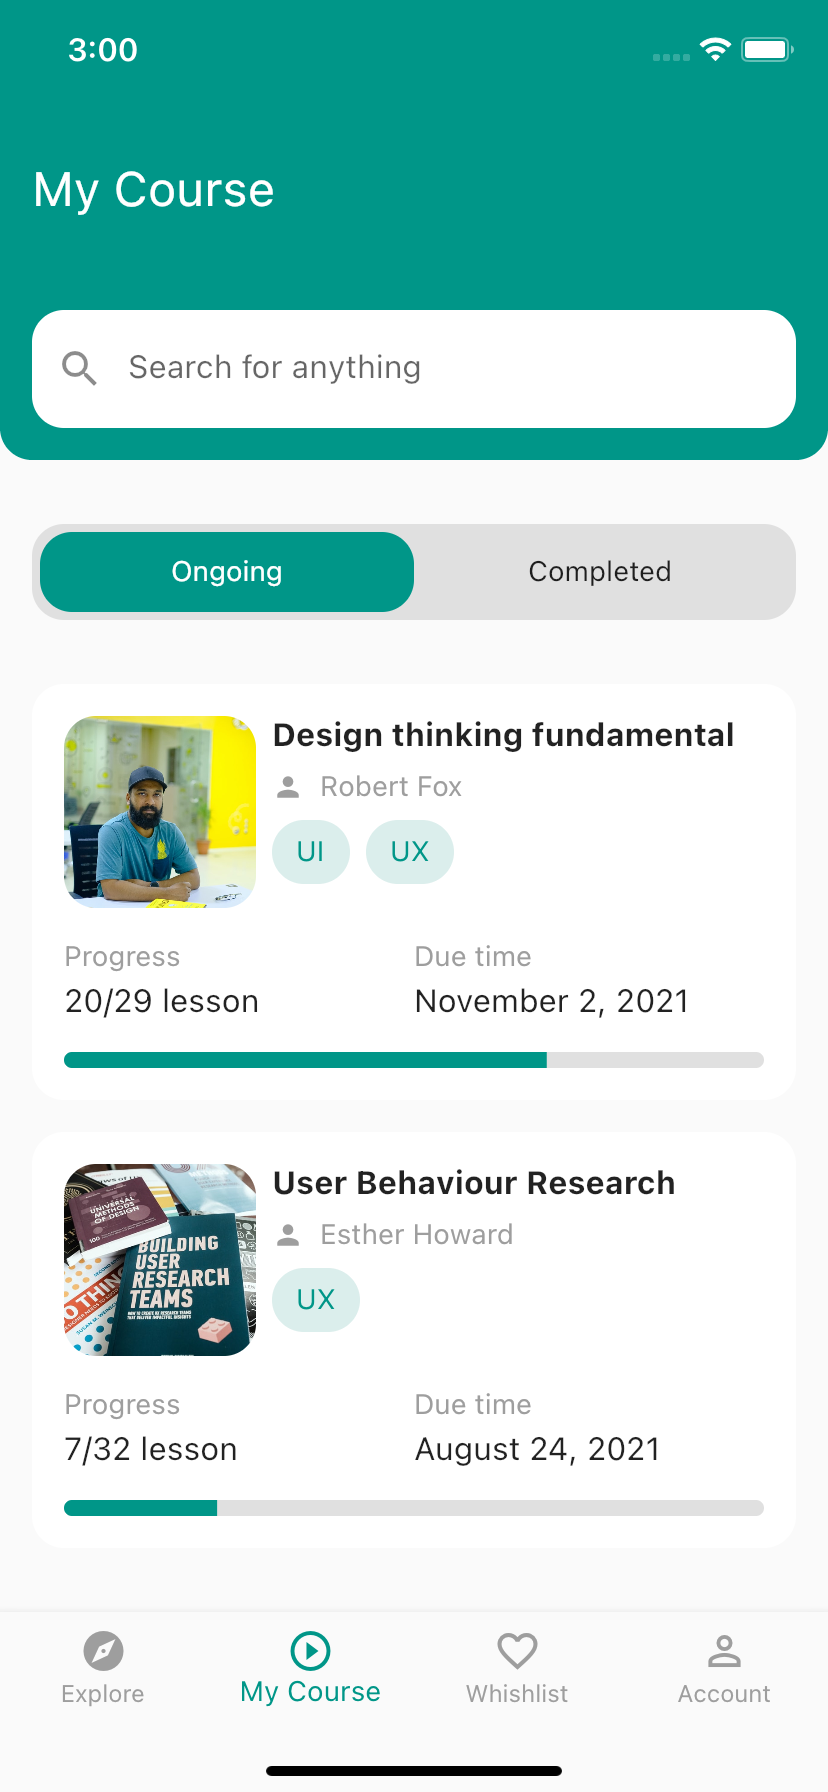 3:00
My Course
Search for anything
Ongoing
Completed
Design thinking fundamental
Robert Fox
UI
UX
Progress
Due time
20/29 lesson
November 2, 2021
UNIVERSAL
METHODS
OF DESIGN
100
BUILDING
USER
RESEARCH
TEAMS
User Behaviour Research
Esther Howard
UX
Progress
Due time
7/32 lesson
August 24, 2021
Explore
My Course
Whishlist
Account